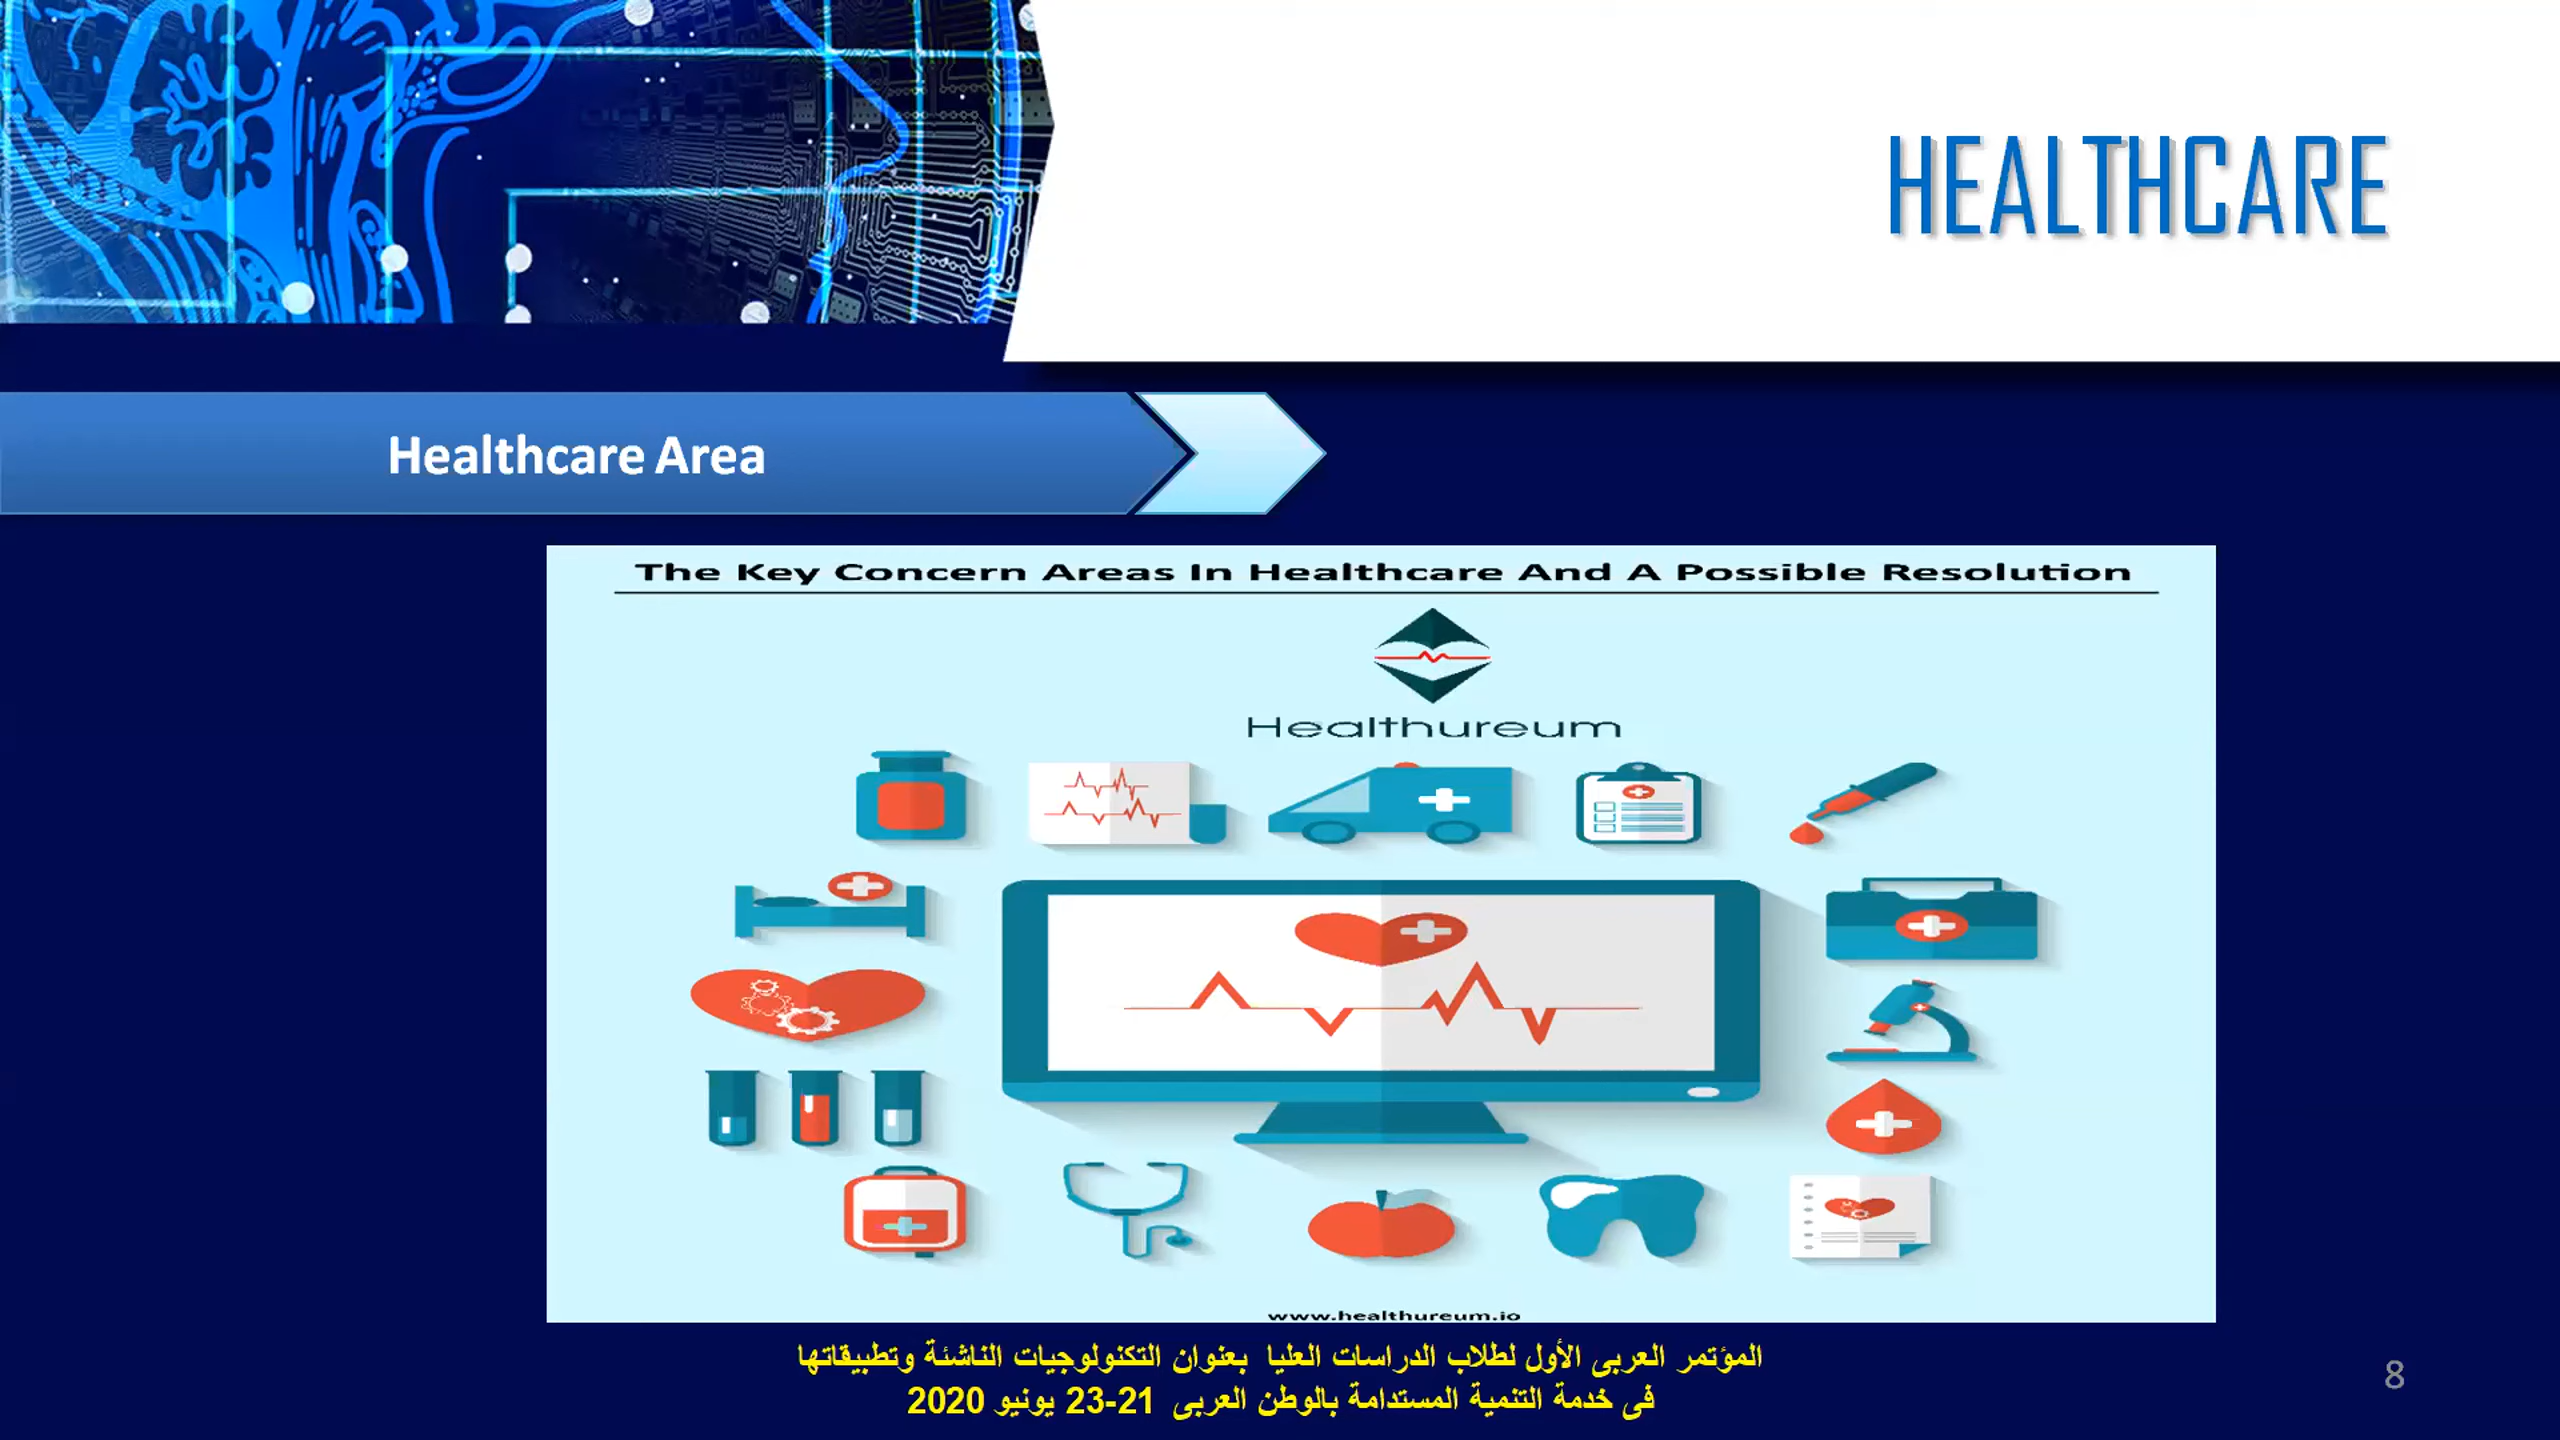 HEALTHCARE
Healthcare Area
The Key Concern Areas In Healthcare And A Possible Resolution
Healthureum
www.healthureum.io
المؤتمر العربى الأول لطلاب الدراسات العليا بعنوان التكنولوجيات الناشئة وتطبيقاتها
فى خدمة التنمية المستدامة بالوطن العربى 21-23 يونيو 2020
8